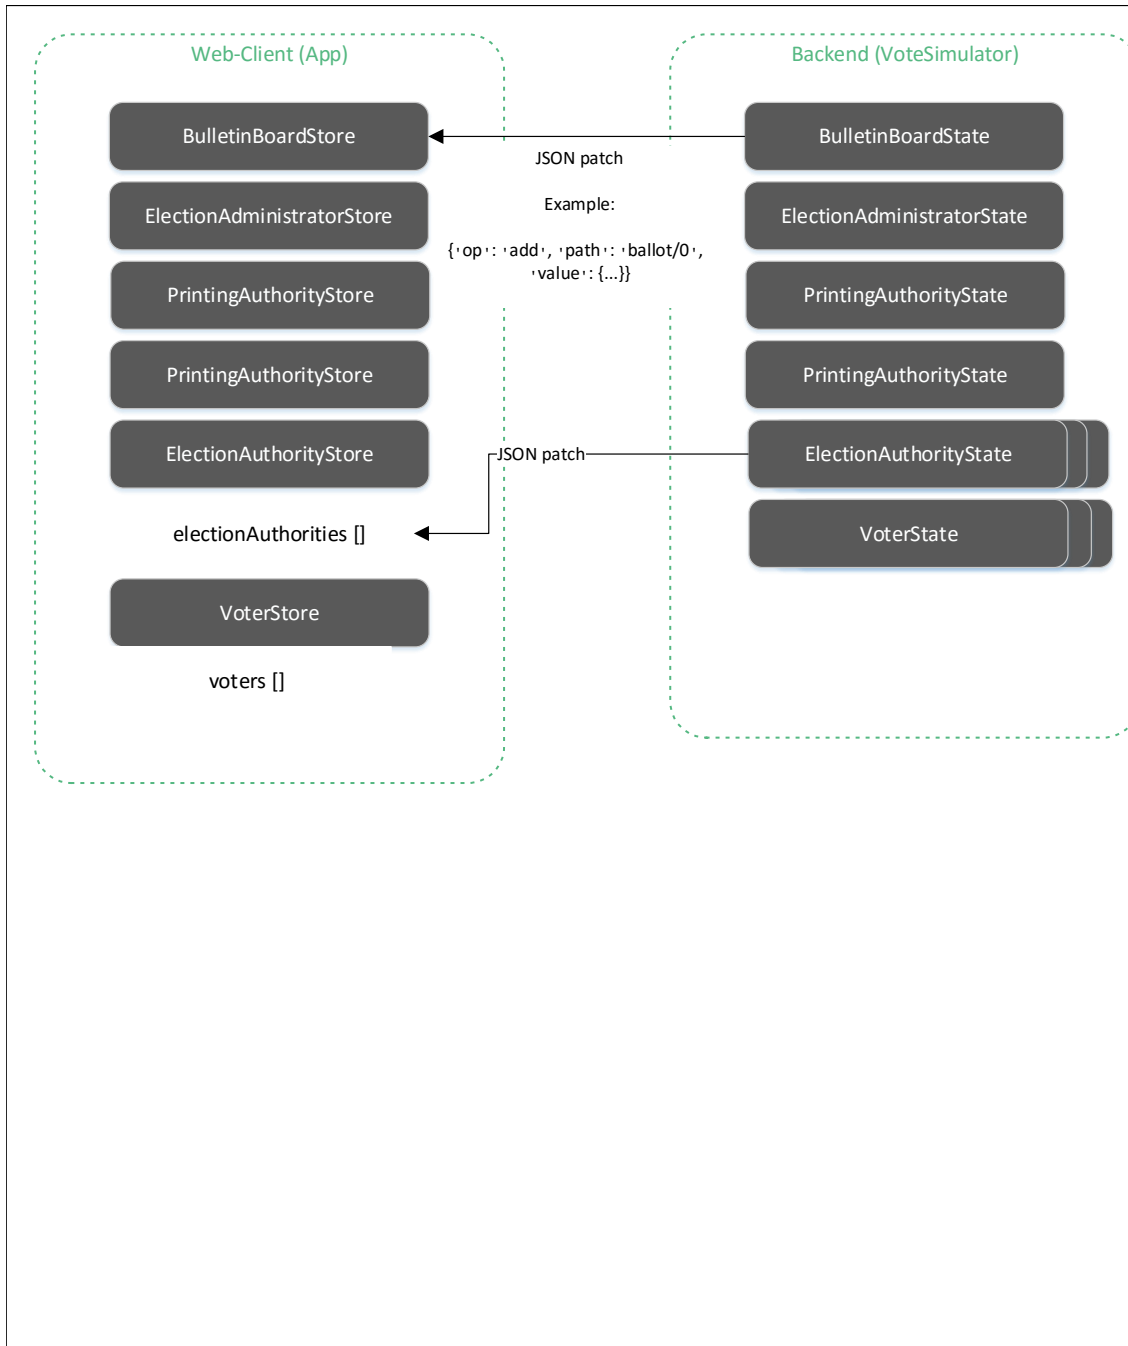 Web-Client (App)
Backend (VoteSimulator)
BulletinBoardStore
BulletinBoardState
JSON patch
ElectionAdministratorStore
Example:
ElectionAdministratorState
{'op': 'add', 'path': 'ballot/0',
'value': {...}}
PrintingAuthorityStore
PrintingAuthorityState
PrintingAuthorityStore
PrintingAuthorityState
ElectionAuthorityStore
JSON patch
ElectionAuthorityState
electionAuthorities []
VoterState
VoterStore
voters []